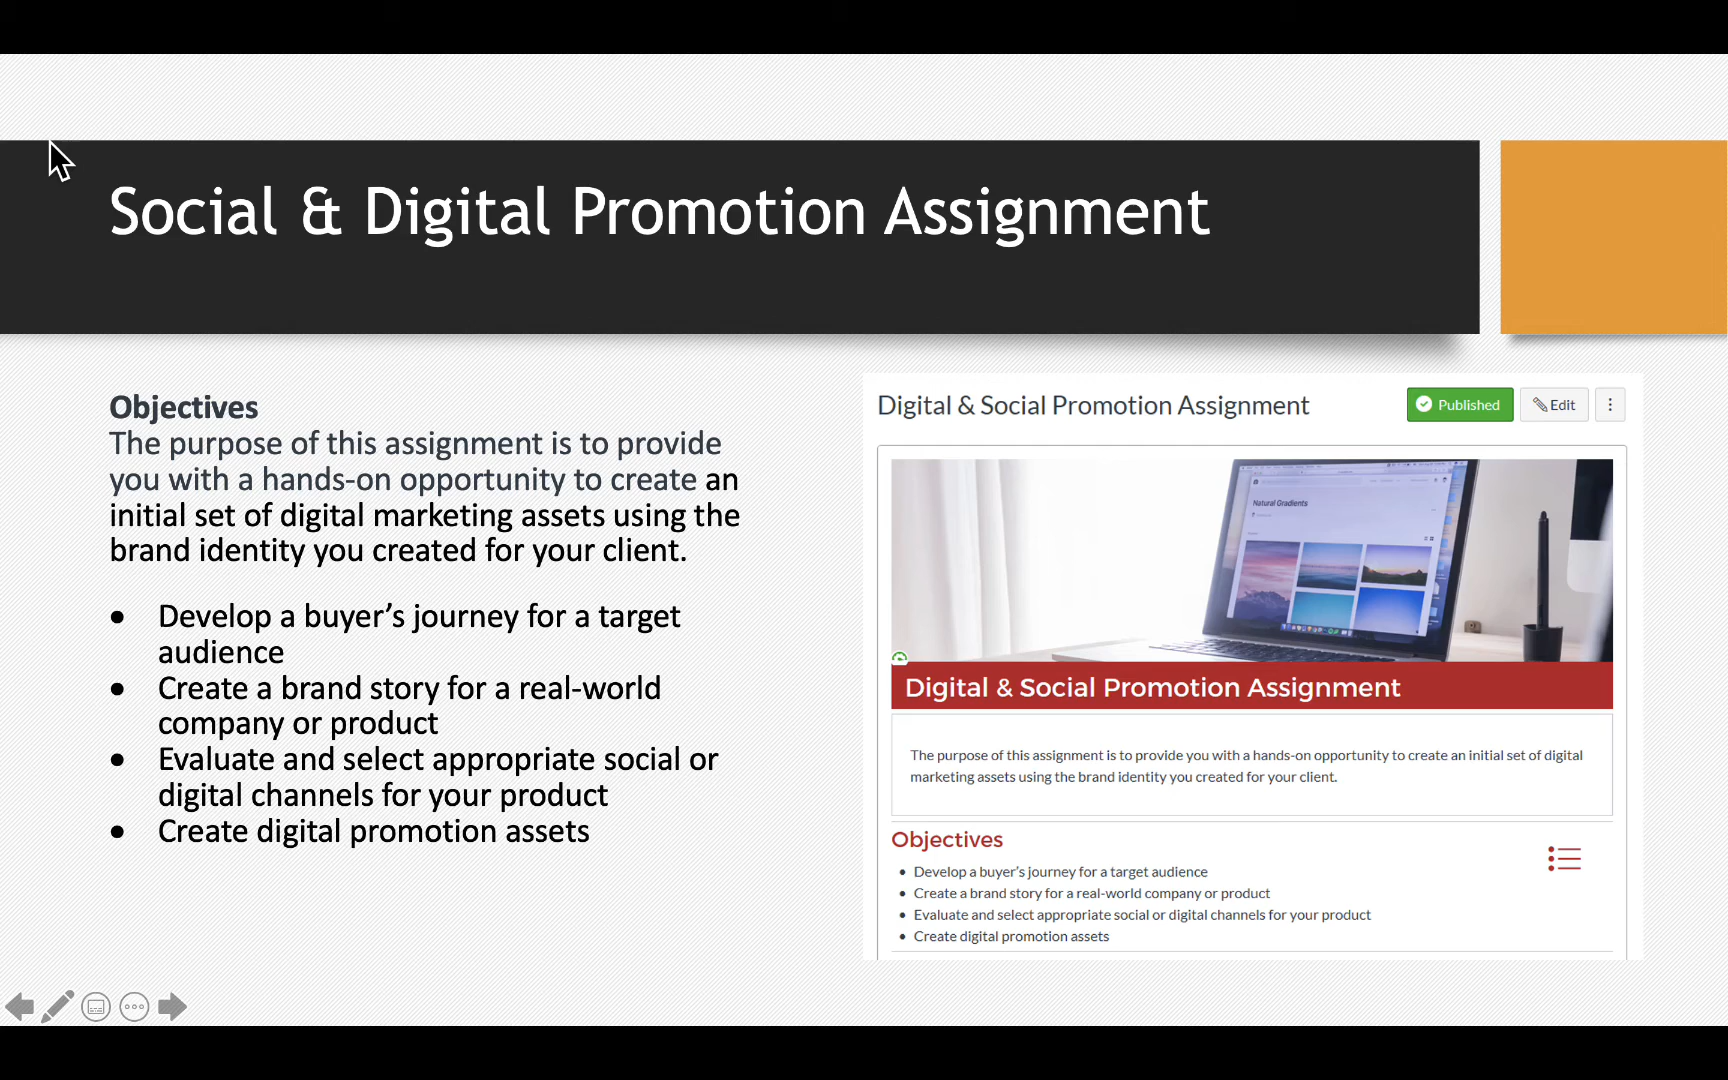 Social & Digital Promotion Assignment
Objectives
The purpose of this assignment is to provide
you with a hands-on opportunity to create an
initial set of digital marketing assets using the
brand identity you created for your client.
● Develop a buyer’s journey for a target
audience
● Create a brand story for a real-world
company or product
● Evaluate and select appropriate social or
digital channels for your product
● Create digital promotion assets
Digital & Social Promotion Assignment
Published
Edit
Natural Gradients
Digital & Social Promotion Assignment
The purpose of this assignment is to provide you with a hands-on opportunity to create an initial set of digital
marketing assets using the brand identity you created for your client.
Objectives
• Develop a buyer’s journey for a target audience
• Create a brand story for a real-world company or product
• Evaluate and select appropriate social or digital channels for your product
• Create digital promotion assets